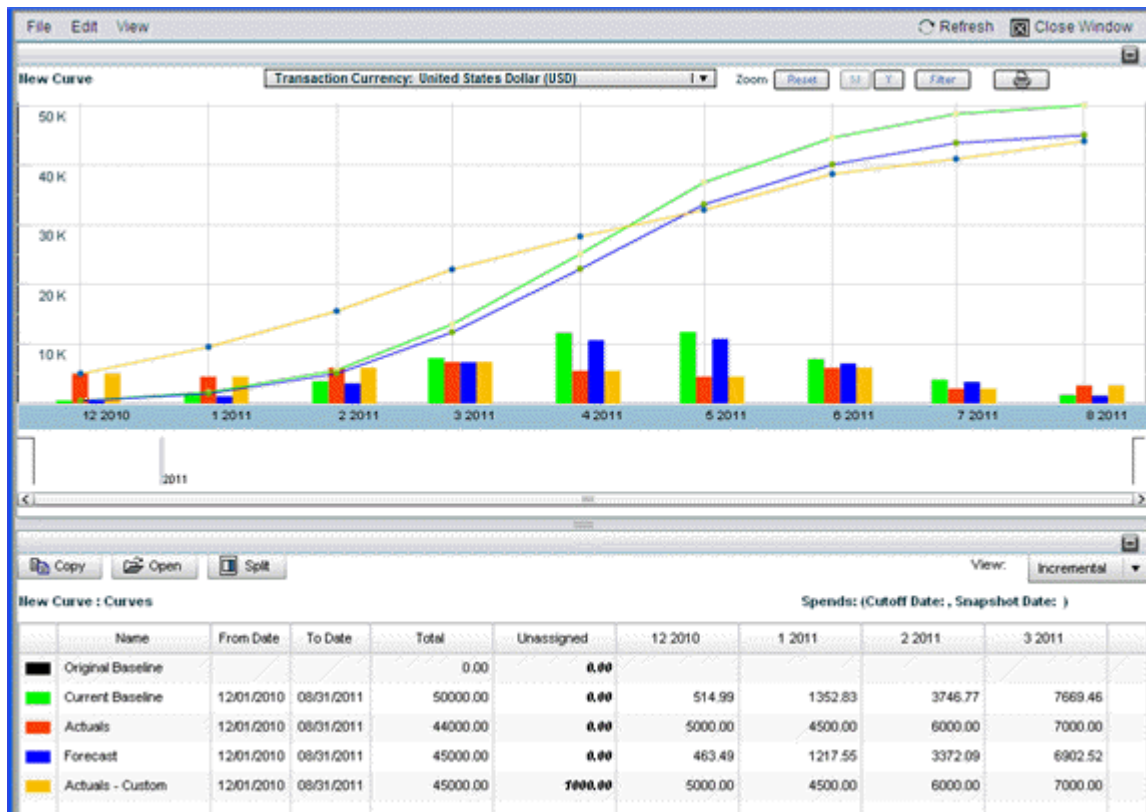 File Edit View Refresh Close Window
New Curve Transaction Currency: United States Dollar (USD) Zoom Reset M Y Filter
50 K
40 K
30 K
20 K
10 K
12 2010 1 2011 2 2011 3 2011 4 2011 5 2011 6 2011 7 2011 8 2011
2011
Copy Open Split View: Incremental
New Curve : Curves Spends: (Cutoff Date: , Snapshot Date: )
Name From Date To Date Total Unassigned 12 2010 1 2011 2 2011 3 2011
Original Baseline 0.00 0.00
Current Baseline 12/01/2010 08/31/2011 50000.00 0.00 514.99 1352.83 3746.77 7669.46
Actuals 12/01/2010 08/31/2011 44000.00 0.00 5000.00 4500.00 6000.00 7000.00
Forecast 12/01/2010 08/31/2011 45000.00 0.00 463.49 1217.55 3372.09 6902.52
Actuals - Custom 12/01/2010 08/31/2011 45000.00 1000.00 5000.00 4500.00 6000.00 7000.00